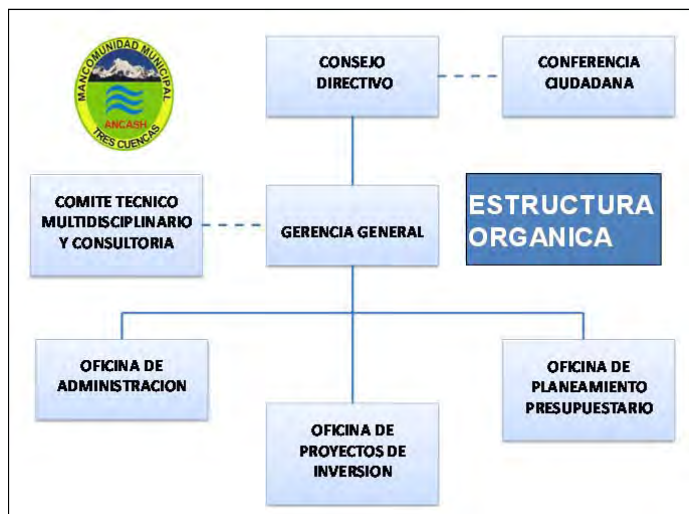 MANCOMUNIDAD MUNICIPAL
TRES CUENCAS
ANCASH
CONSEJO
DIRECTIVO
CONFERENCIA
CIUDADANA
COMITE TECNICO
MULTIDISCIPLINARIO
Y CONSULTORIA
GERENCIA GENERAL
ESTRUCTURA
ORGANICA
OFICINA DE
ADMINISTRACION
OFICINA DE
PROYECTOS DE
INVERSION
OFICINA DE
PLANEAMIENTO
PRESUPUESTARIO